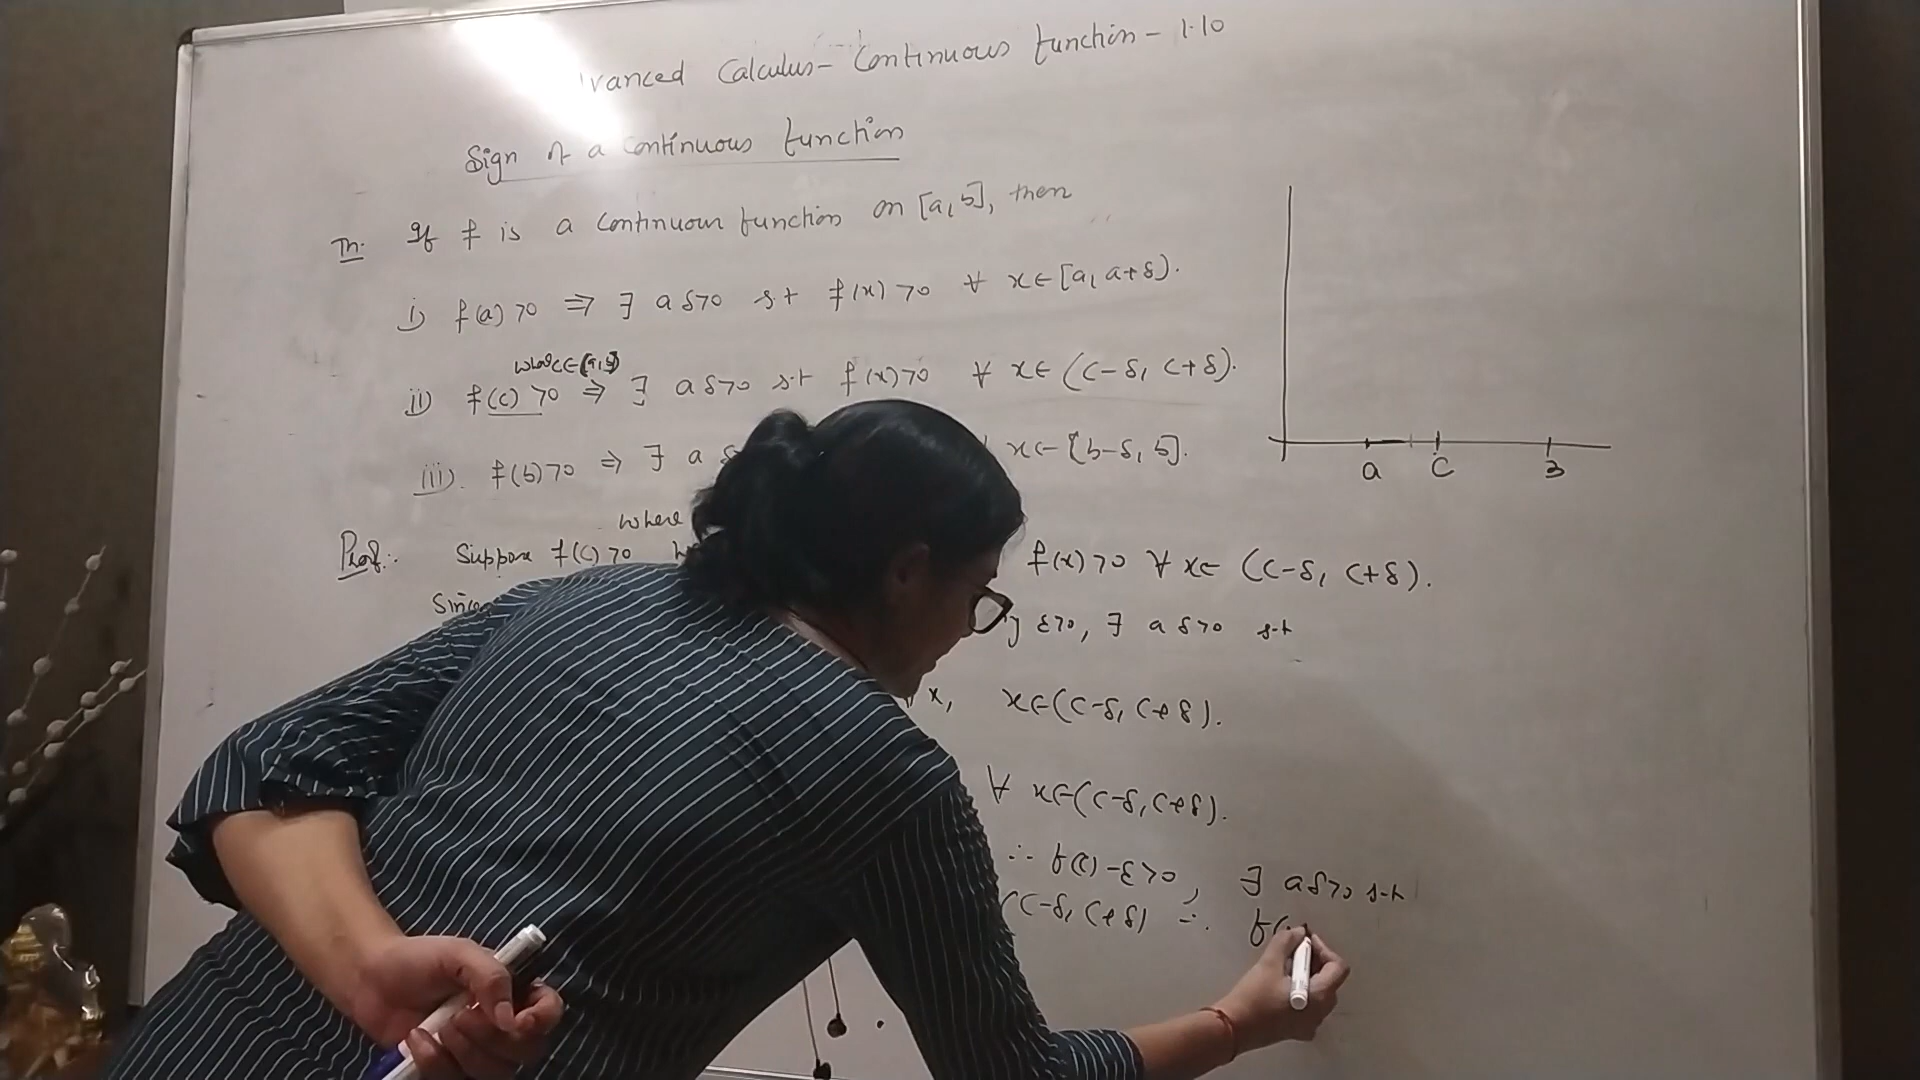 vanced Calculus - Continuous function - 1.10
Sign of a Continuous function
Th. If f is a continuous function on [a, b], then
i) f(a) >0 ⇒ ∃ a δ>0 s.t f(x) >0 ∀ x∈[a, a+δ).
where c∈(a,b)
ii) f(c) >0 ⇒ ∃ a δ>0 s.t f(x)>0 ∀ x∈ (c-δ, c+δ).
iii). f(b)>0 ⇒ ∃ a x∈ [b-δ, b].
a c b
where
Proof:. Suppose f(c)>0 f(x)>0 ∀ x∈ (c-δ, c+δ).
Since ε>0, ∃ a δ>0 s.t
x, x∈(c-δ, c+δ).
∀ x∈(c-δ, c+δ).
∴ f(c)-ε>0, ∃ a δ>0 s.t
(c-δ, c+δ) ∴ f(